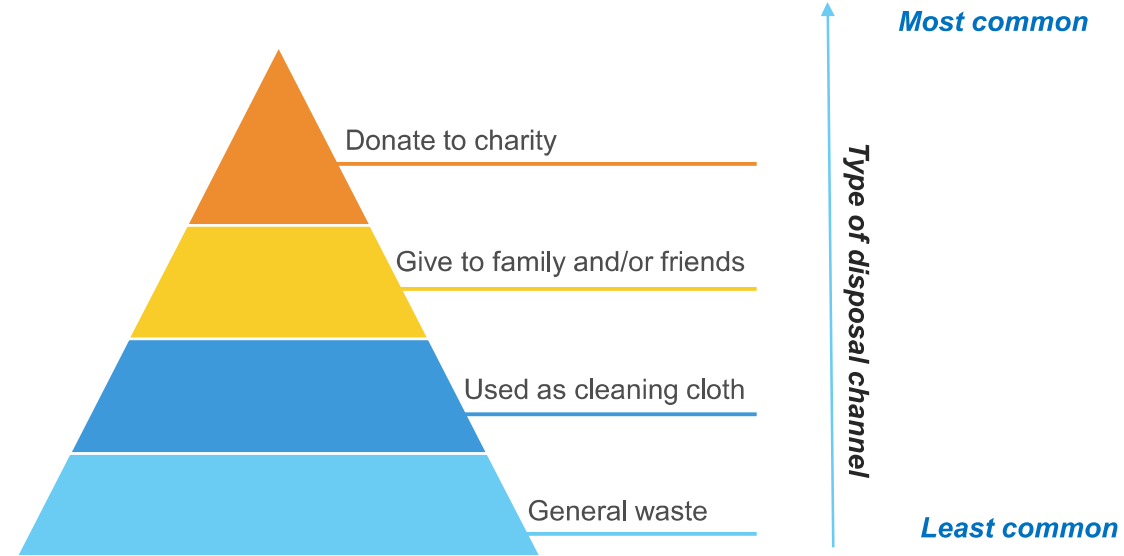 Most common
Donate to charity
Give to family and/or friends
Used as cleaning cloth
General waste
Type of disposal channel
Least common